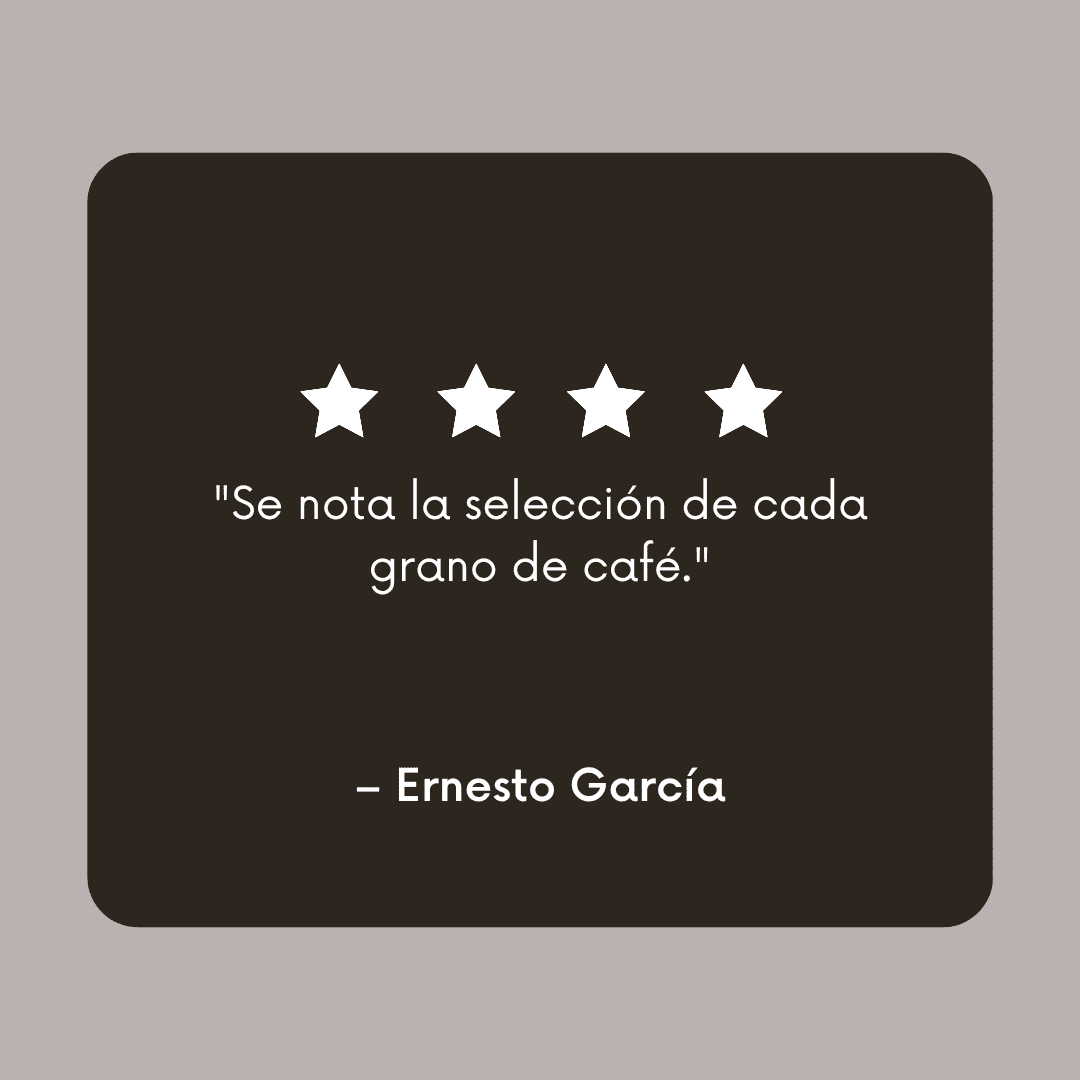 "Se nota la selección de cada
grano de café."
– Ernesto García